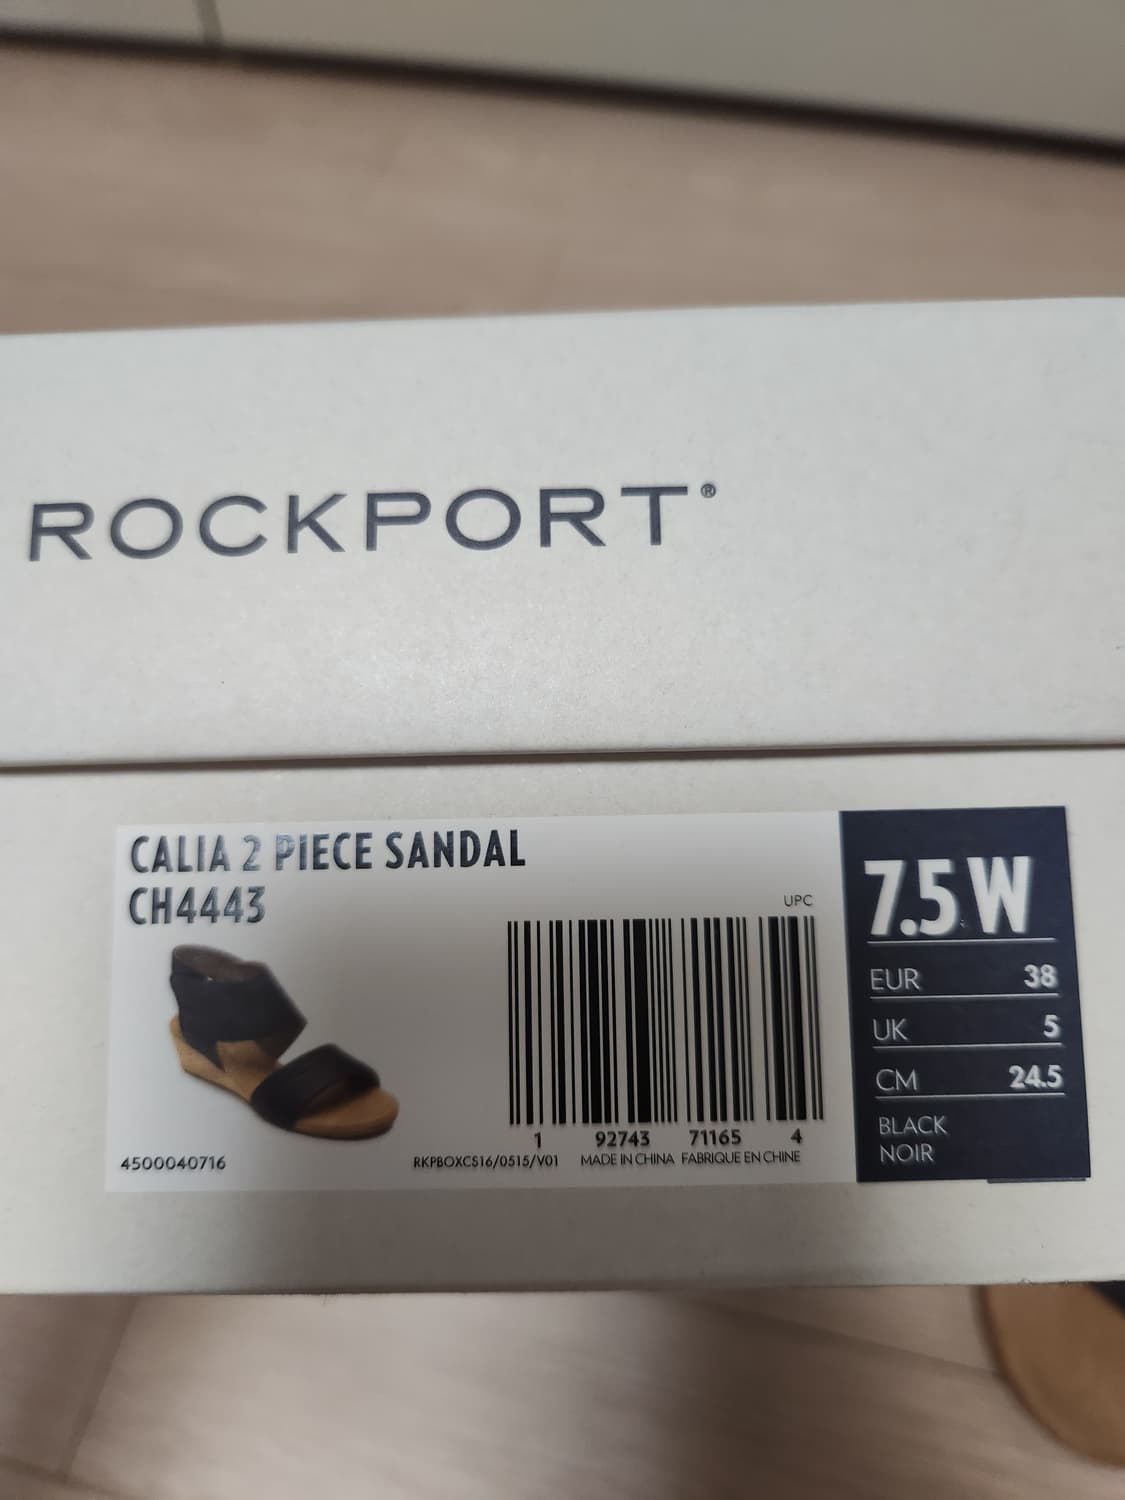 ROCKPORT®
CALIA 2 PIECE SANDAL
CH4443
UPC
1 92743 71165 4
4500040716
RKPBOXCS16/0515/V01 MADE IN CHINA FABRIQUE EN CHINE
7.5 W
EUR 38
UK 5
CM 24.5
BLACK
NOIR